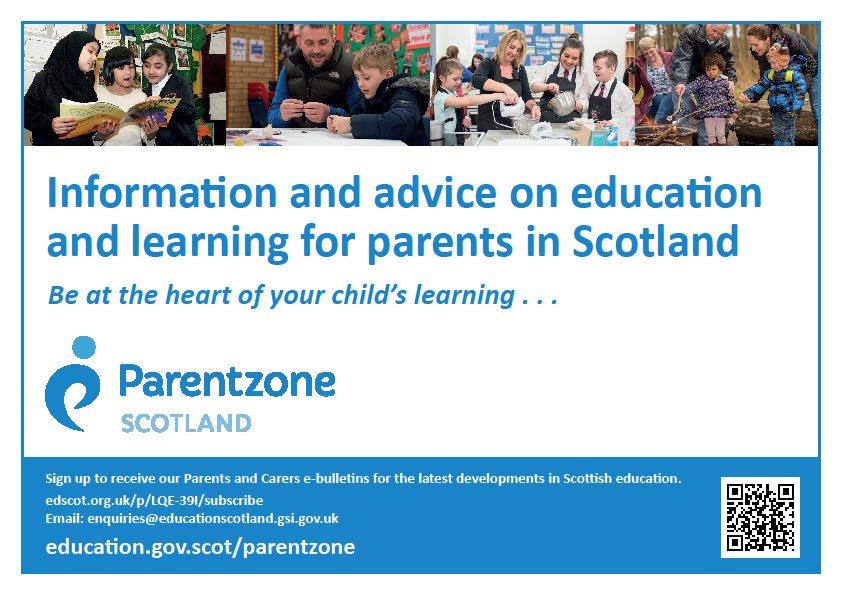 Information and advice on education
and learning for parents in Scotland
Be at the heart of your child's learning . . .
Parentzone
SCOTLAND
Sign up to receive our Parents and Carers e-bulletins for the latest developments in Scottish education.
edscot.org.uk/p/LQE-39I/subscribe
Email: enquiries@educationscotland.gsi.gov.uk
education.gov.scot/parentzone